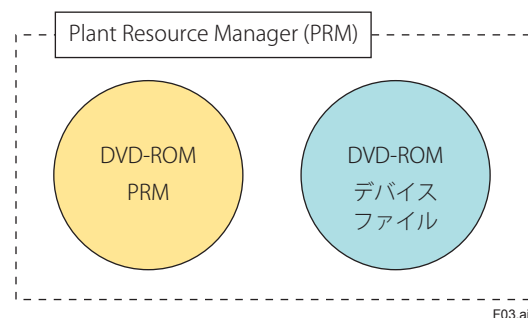 Plant Resource Manager (PRM)
DVD-ROM
PRM
DVD-ROM
デバイス
ファイル
F03.ai